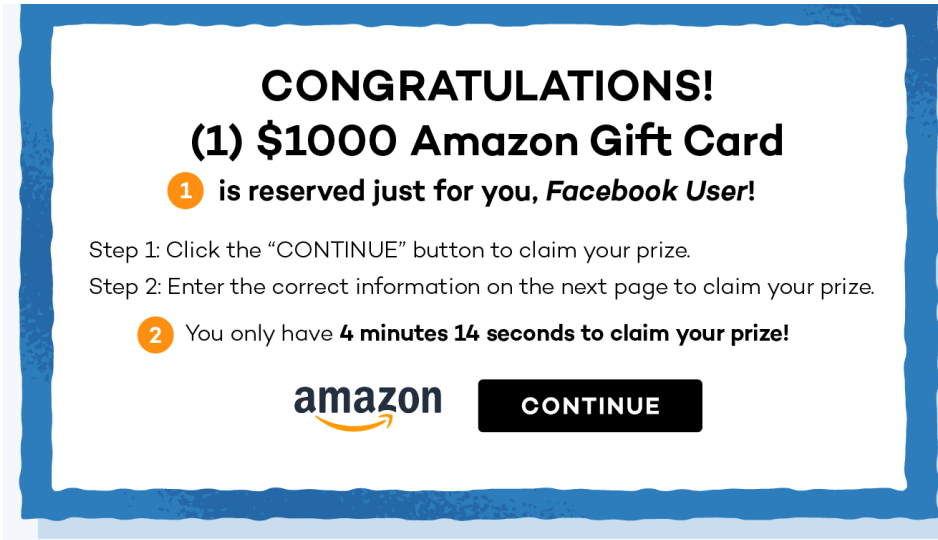 CONGRATULATIONS!
(1) $1000 Amazon Gift Card
1 is reserved just for you, Facebook User!
Step 1: Click the “CONTINUE” button to claim your prize.
Step 2: Enter the correct information on the next page to claim your prize.
2 You only have 4 minutes 14 seconds to claim your prize!
amazon CONTINUE